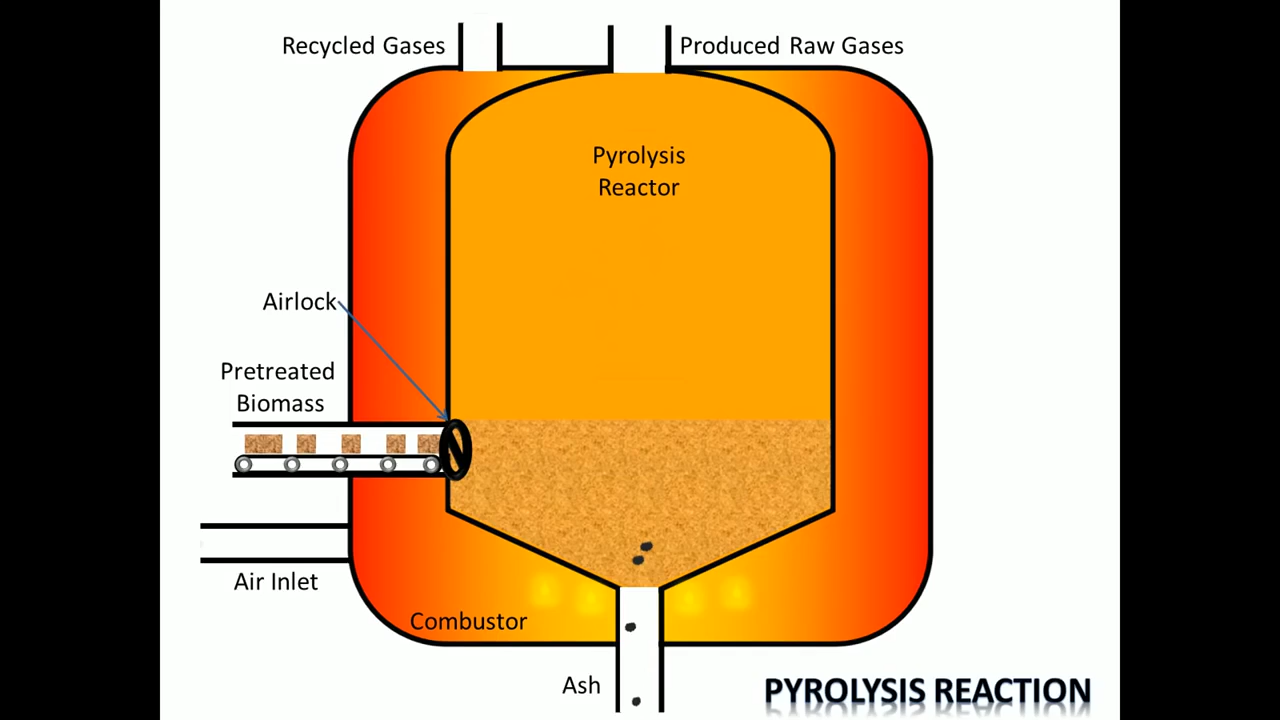 Recycled Gases
Produced Raw Gases
Pyrolysis
Reactor
Airlock
Pretreated
Biomass
Air Inlet
Combustor
Ash
PYROLYSIS REACTION